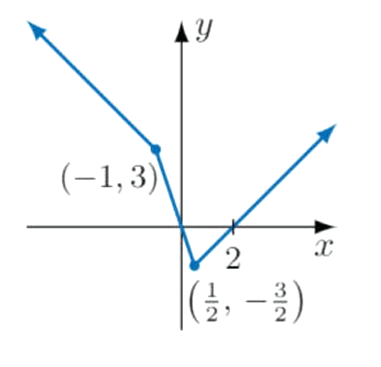 y
(−1, 3)
2
x
(1/2, −3/2)